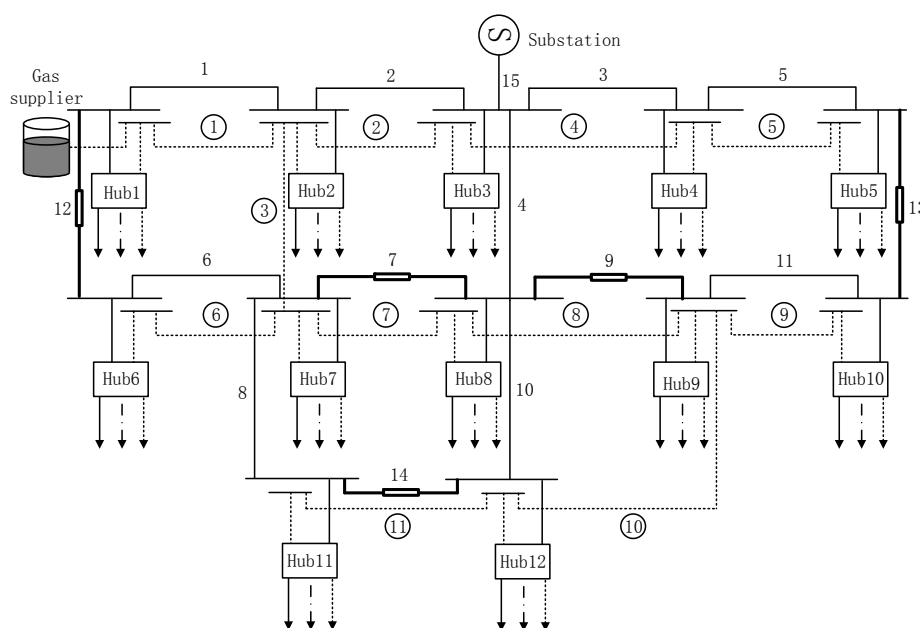 S
Substation
1
2
15
3
5
Gas
supplier
①
②
④
⑤
Hub1
Hub2
Hub3
Hub4
Hub5
12
③
4
13
6
7
9
11
⑥
⑦
⑧
⑨
Hub6
Hub7
Hub8
Hub9
Hub10
8
10
14
⑪
⑩
Hub11
Hub12